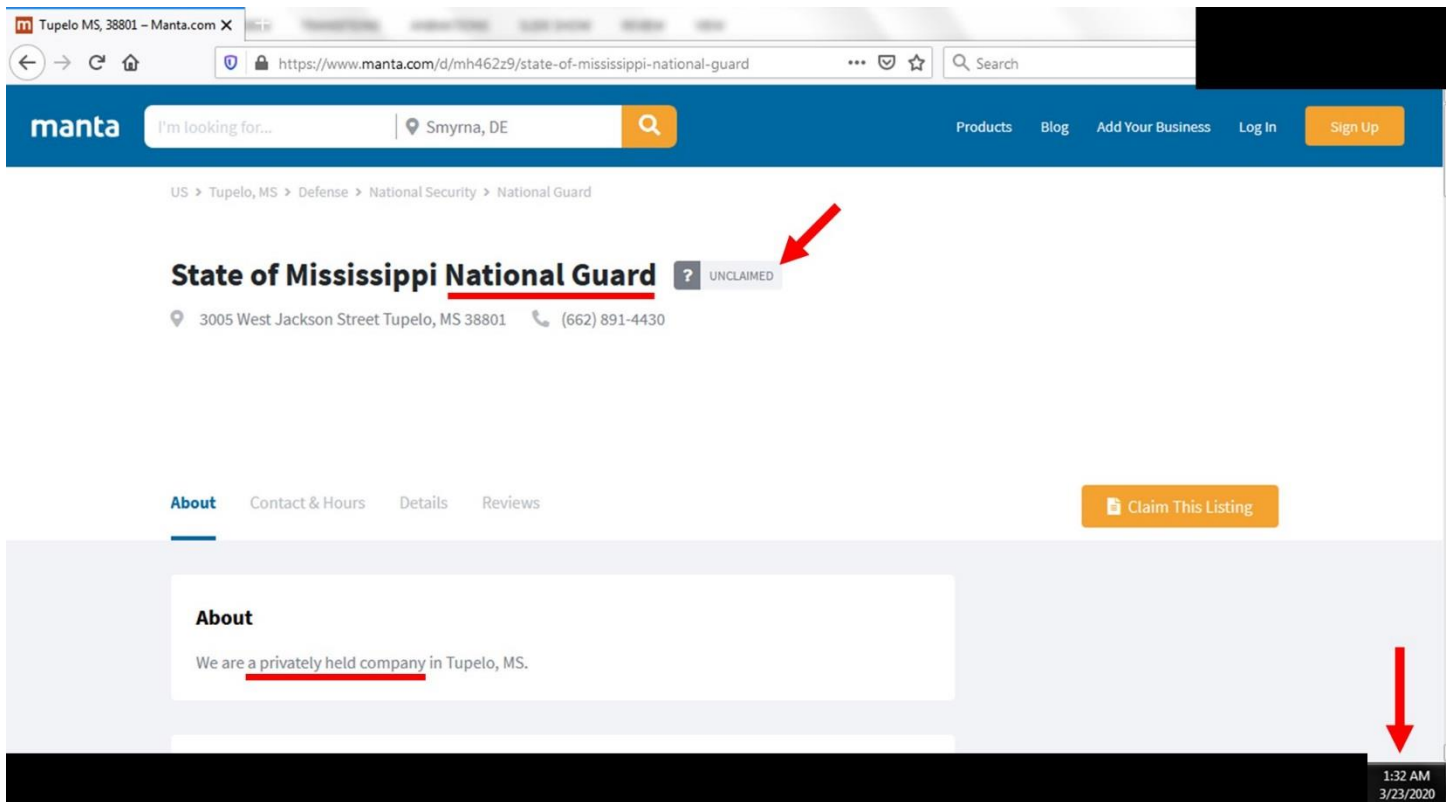 Tupelo MS, 38801 – Manta.com
https://www.manta.com/d/mh462z9/state-of-mississippi-national-guard
Search
manta
I'm looking for...
Smyrna, DE
Products Blog Add Your Business Log In Sign Up
US > Tupelo, MS > Defense > National Security > National Guard
State of Mississippi National Guard ? UNCLAIMED
3005 West Jackson Street Tupelo, MS 38801 (662) 891-4430
About Contact & Hours Details Reviews
Claim This Listing
About
We are a privately held company in Tupelo, MS.
1:32 AM
3/23/2020